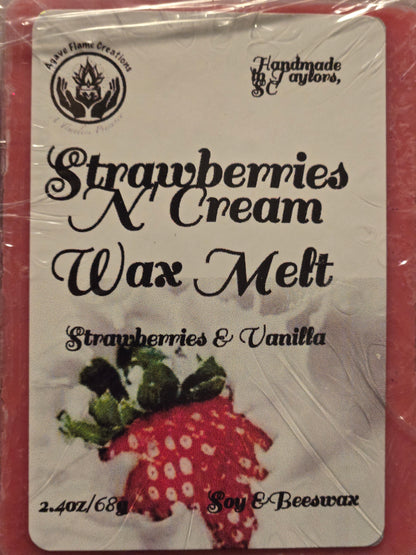 Agave Flame Creations
Handmade
in Taylors,
SC
Strawberries
N' Cream
Wax Melt
Strawberries & Vanilla
2.4oz/68g
Soy & Beeswax